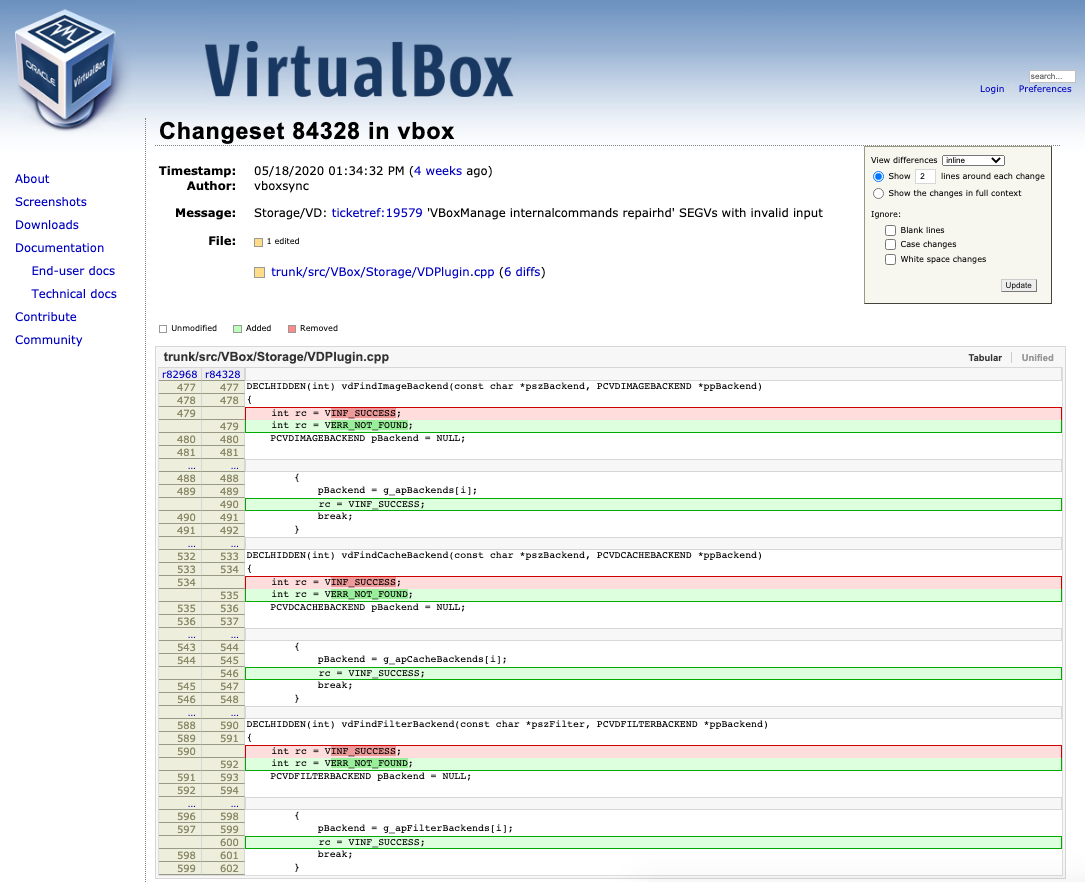 ORACLE
VirtualBox
VirtualBox
search...
Login Preferences
Changeset 84328 in vbox
View differences inline
Show 2 lines around each change
Show the changes in full context
Ignore:
Blank lines
Case changes
White space changes
Update
Timestamp: 05/18/2020 01:34:32 PM (4 weeks ago)
Author: vboxsync
Message: Storage/VD: ticketref:19579 'VBoxManage internalcommands repairhd' SEGVs with invalid input
File: 1 edited
trunk/src/VBox/Storage/VDPlugin.cpp (6 diffs)
About
Screenshots
Downloads
Documentation
End-user docs
Technical docs
Contribute
Community
Unmodified Added Removed
trunk/src/VBox/Storage/VDPlugin.cpp Tabular Unified
r82968 r84328
477 477 DECLHIDDEN(int) vdFindImageBackend(const char *pszBackend, PCVDIMAGEBACKEND *ppBackend)
478 478 {
479 int rc = VINF_SUCCESS;
479 int rc = VERR_NOT_FOUND;
480 480 PCVDIMAGEBACKEND pBackend = NULL;
481 481
... ...
488 488 {
489 489 pBackend = g_apBackends[i];
490 rc = VINF_SUCCESS;
490 491 break;
491 492 }
... ...
532 533 DECLHIDDEN(int) vdFindCacheBackend(const char *pszBackend, PCVDCACHEBACKEND *ppBackend)
533 534 {
534 int rc = VINF_SUCCESS;
535 int rc = VERR_NOT_FOUND;
535 536 PCVDCACHEBACKEND pBackend = NULL;
536 537
... ...
543 544 {
544 545 pBackend = g_apCacheBackends[i];
546 rc = VINF_SUCCESS;
545 547 break;
546 548 }
... ...
588 590 DECLHIDDEN(int) vdFindFilterBackend(const char *pszFilter, PCVDFILTERBACKEND *ppBackend)
589 591 {
590 int rc = VINF_SUCCESS;
592 int rc = VERR_NOT_FOUND;
591 593 PCVDFILTERBACKEND pBackend = NULL;
592 594
... ...
596 598 {
597 599 pBackend = g_apFilterBackends[i];
600 rc = VINF_SUCCESS;
598 601 break;
599 602 }